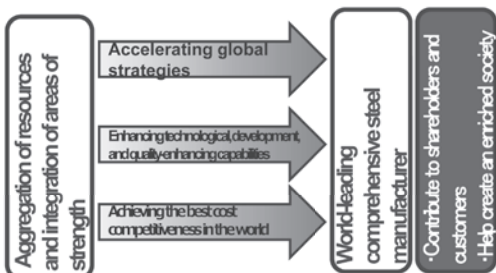 Aggregation of resources
and integration of areas of
strength
Accelerating global
strategies
Enhancing technological, development,
and quality-enhancing capabilities
Achieving the best cost
competitiveness in the world
World-leading
comprehensive steel
manufacturer
·Contribute to shareholders and
customers
·Help create an enriched society